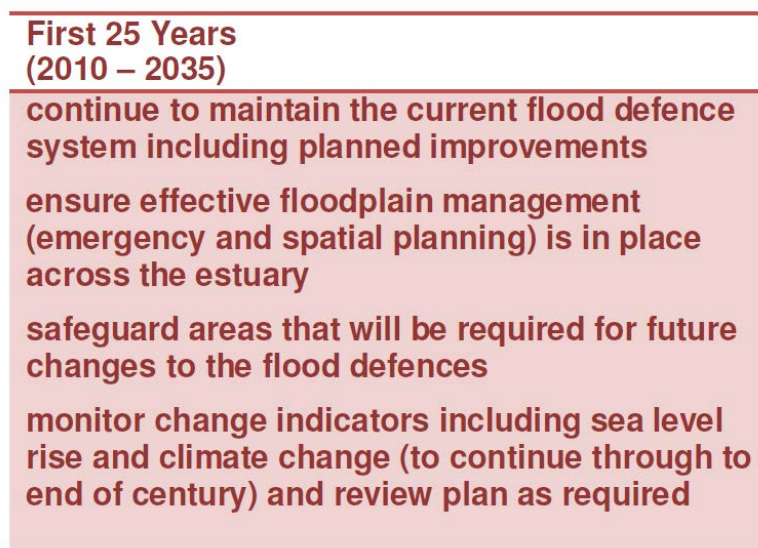 First 25 Years
(2010 – 2035)
continue to maintain the current flood defence
system including planned improvements
ensure effective floodplain management
(emergency and spatial planning) is in place
across the estuary
safeguard areas that will be required for future
changes to the flood defences
monitor change indicators including sea level
rise and climate change (to continue through to
end of century) and review plan as required